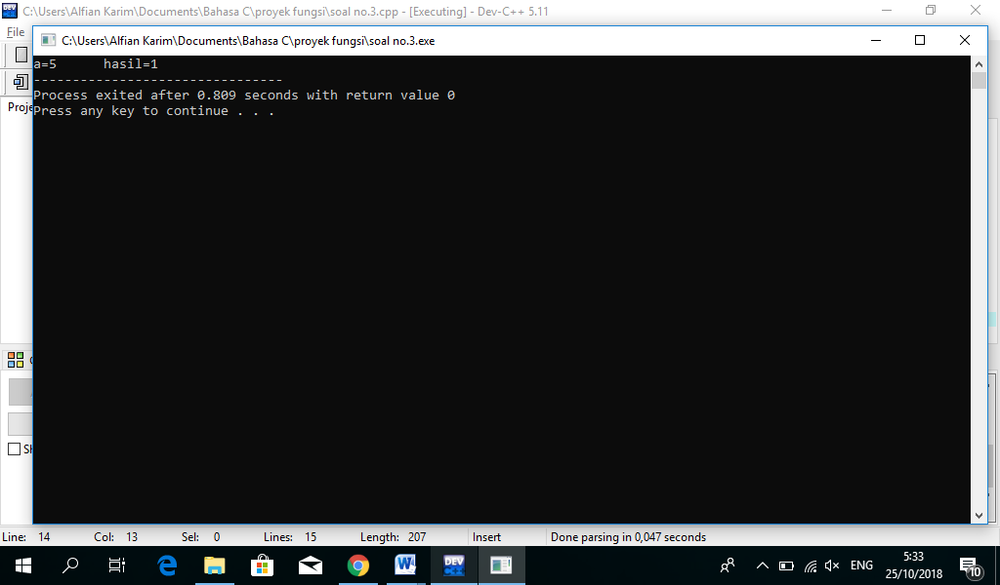 C:\Users\Alfian Karim\Documents\Bahasa C\proyek fungsi\soal no.3.cpp - [Executing] - Dev-C++ 5.11
File
C:\Users\Alfian Karim\Documents\Bahasa C\proyek fungsi\soal no.3.exe
a=5      hasil=1
--------------------------------
Process exited after 0.809 seconds with return value 0
Press any key to continue . . .
Proje
Line: 14 Col: 13 Sel: 0 Lines: 15 Length: 207 Insert Done parsing in 0,047 seconds
DEV
ENG
5:33
25/10/2018
10